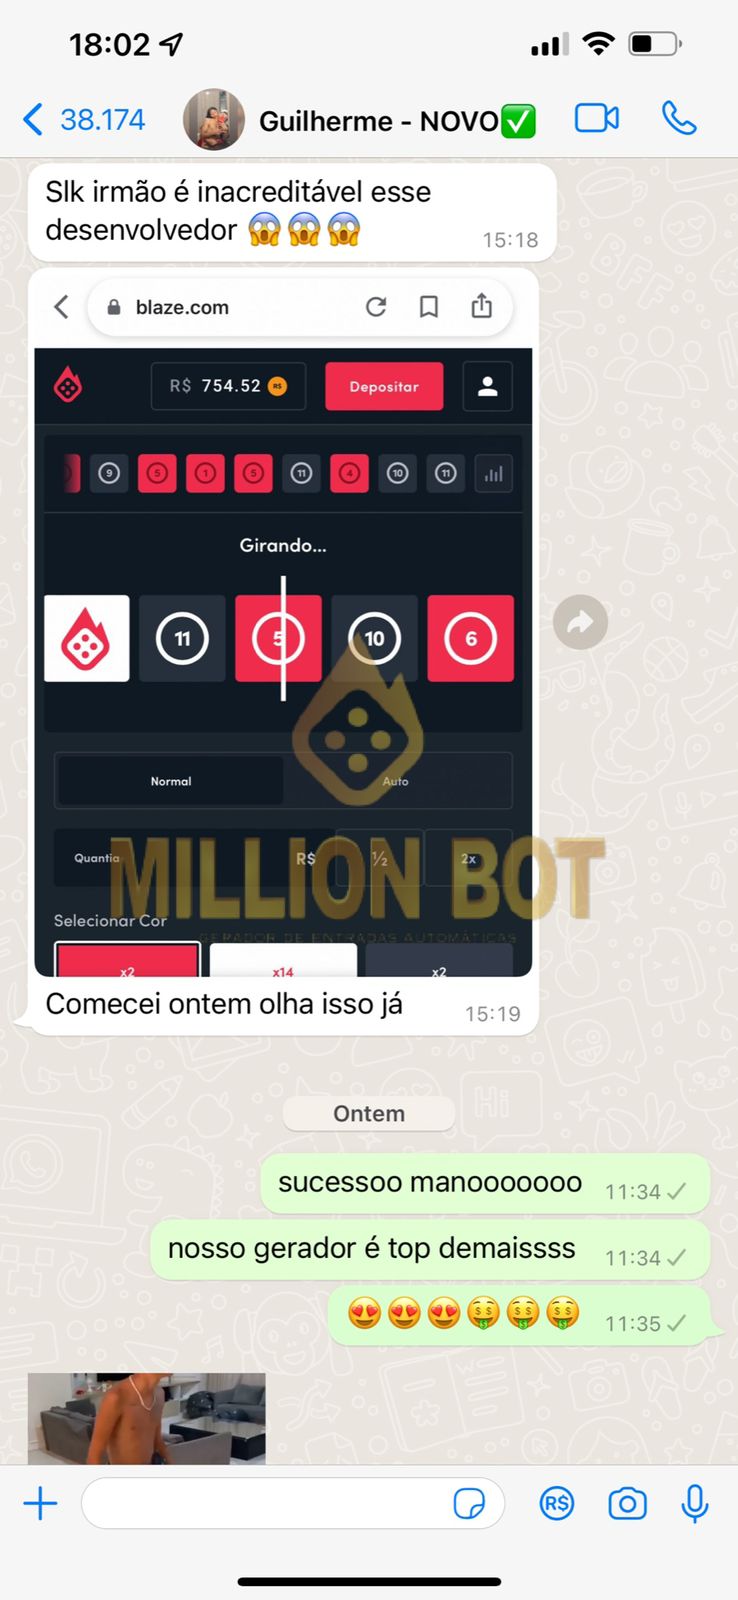 18:02
38.174
Guilherme - NOVO✅
Slk irmão é inacreditável esse
desenvolvedor 😱😱😱
15:18
blaze.com
R$ 754.52 R$
Depositar
9 5 1 5 11 4 10 11
Girando...
11 5 10 6
Normal
Auto
Quantia
R$
½
2x
MILLION BOT
GERADOR DE ENTRADAS AUTOMÁTICAS
Selecionar Cor
x2
x14
x2
Comecei ontem olha isso já
15:19
Ontem
sucessoo manooooooo
11:34
nosso gerador é top demaissss
11:34
😍😍😍🤑🤑🤑
11:35
R$